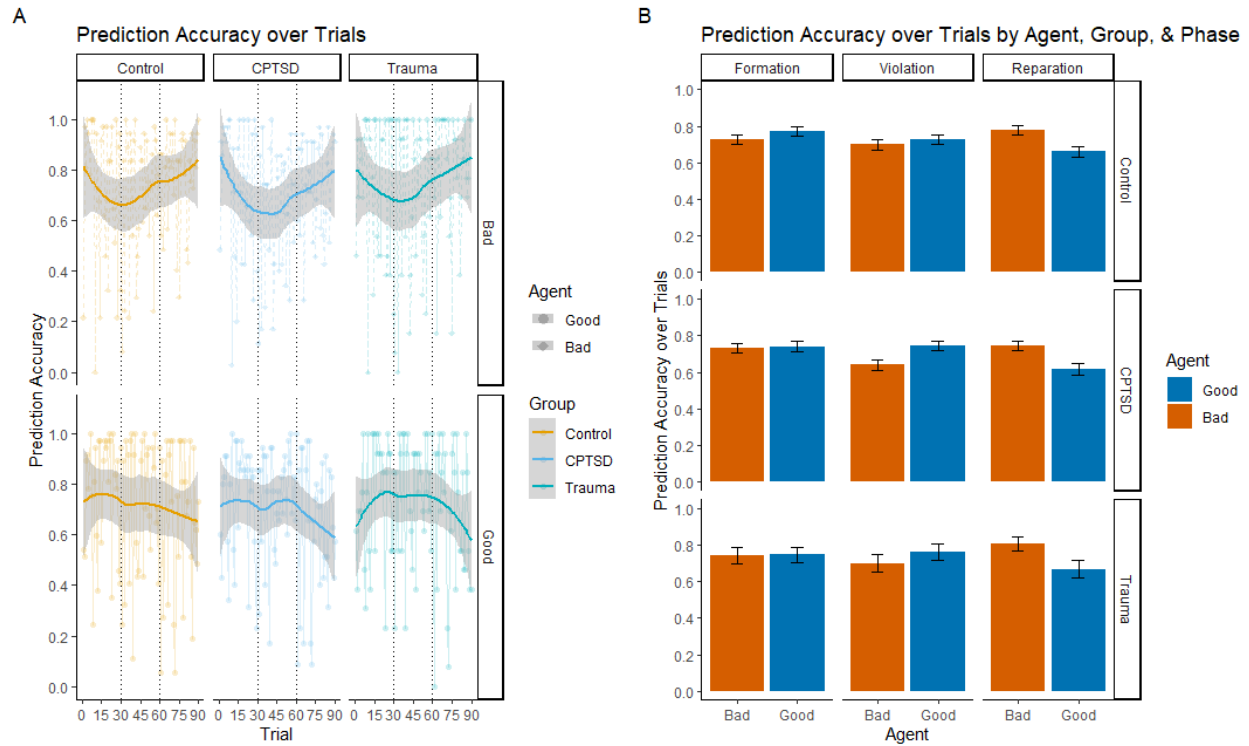 A
Prediction Accuracy over Trials
Control CPTSD Trauma
1.0
0.8
0.6
0.4
0.2
0.0
Bad
1.0
0.8
0.6
0.4
0.2
0.0
Good
Prediction Accuracy
0 15 30 45 60 75 90 0 15 30 45 60 75 90 0 15 30 45 60 75 90
Trial
Agent
Good
Bad
Group
Control
CPTSD
Trauma
B
Prediction Accuracy over Trials by Agent, Group, & Phase
Formation Violation Reparation
1.0
0.8
0.6
0.4
0.2
0.0
Control
1.0
0.8
0.6
0.4
0.2
0.0
CPTSD
1.0
0.8
0.6
0.4
0.2
0.0
Trauma
Prediction Accuracy over Trials
Bad Good Bad Good Bad Good
Agent
Agent
Good
Bad